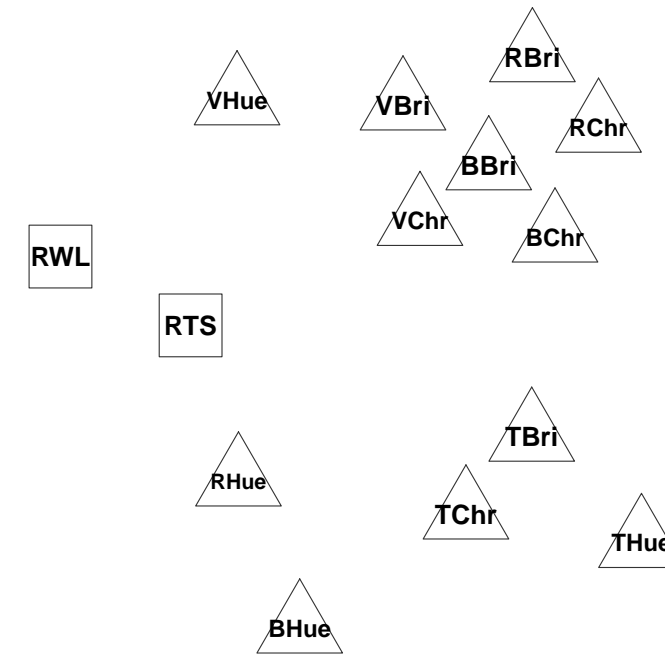 RBri
VHue
VBri
RChr
BBri
VChr
BChr
RWL
RTS
TBri
RHue
TChr
THue
BHue